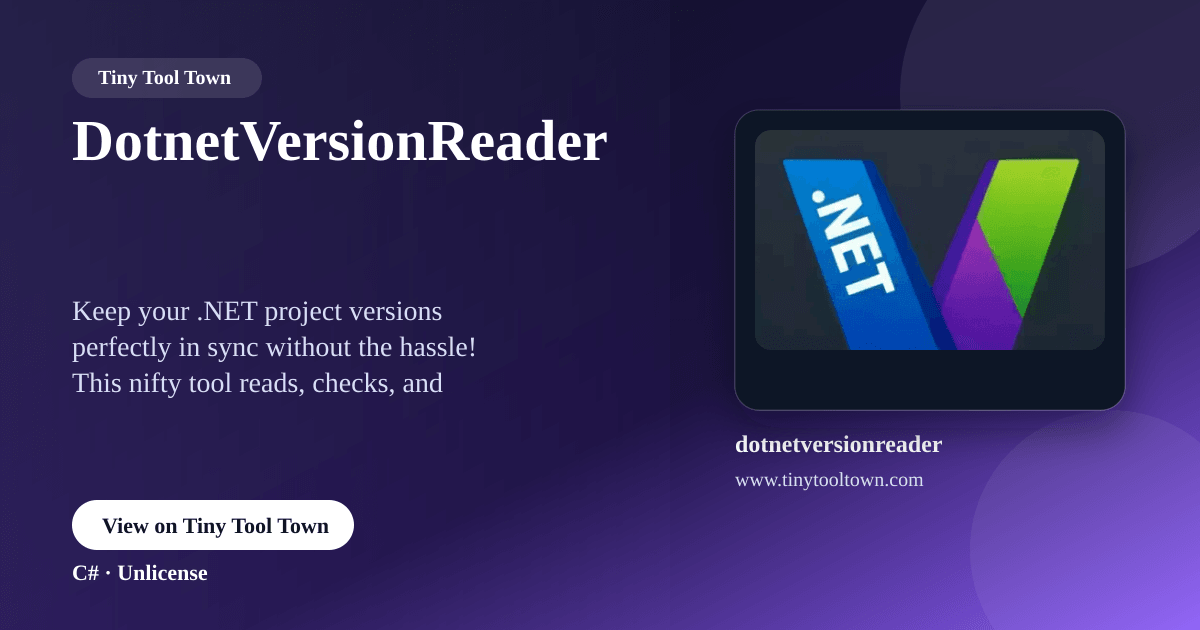 Tiny Tool Town
DotnetVersionReader
Keep your .NET project versions
perfectly in sync without the hassle!
This nifty tool reads, checks, and
View on Tiny Tool Town
C# · Unlicense
.NET
dotnetversionreader
www.tinytooltown.com